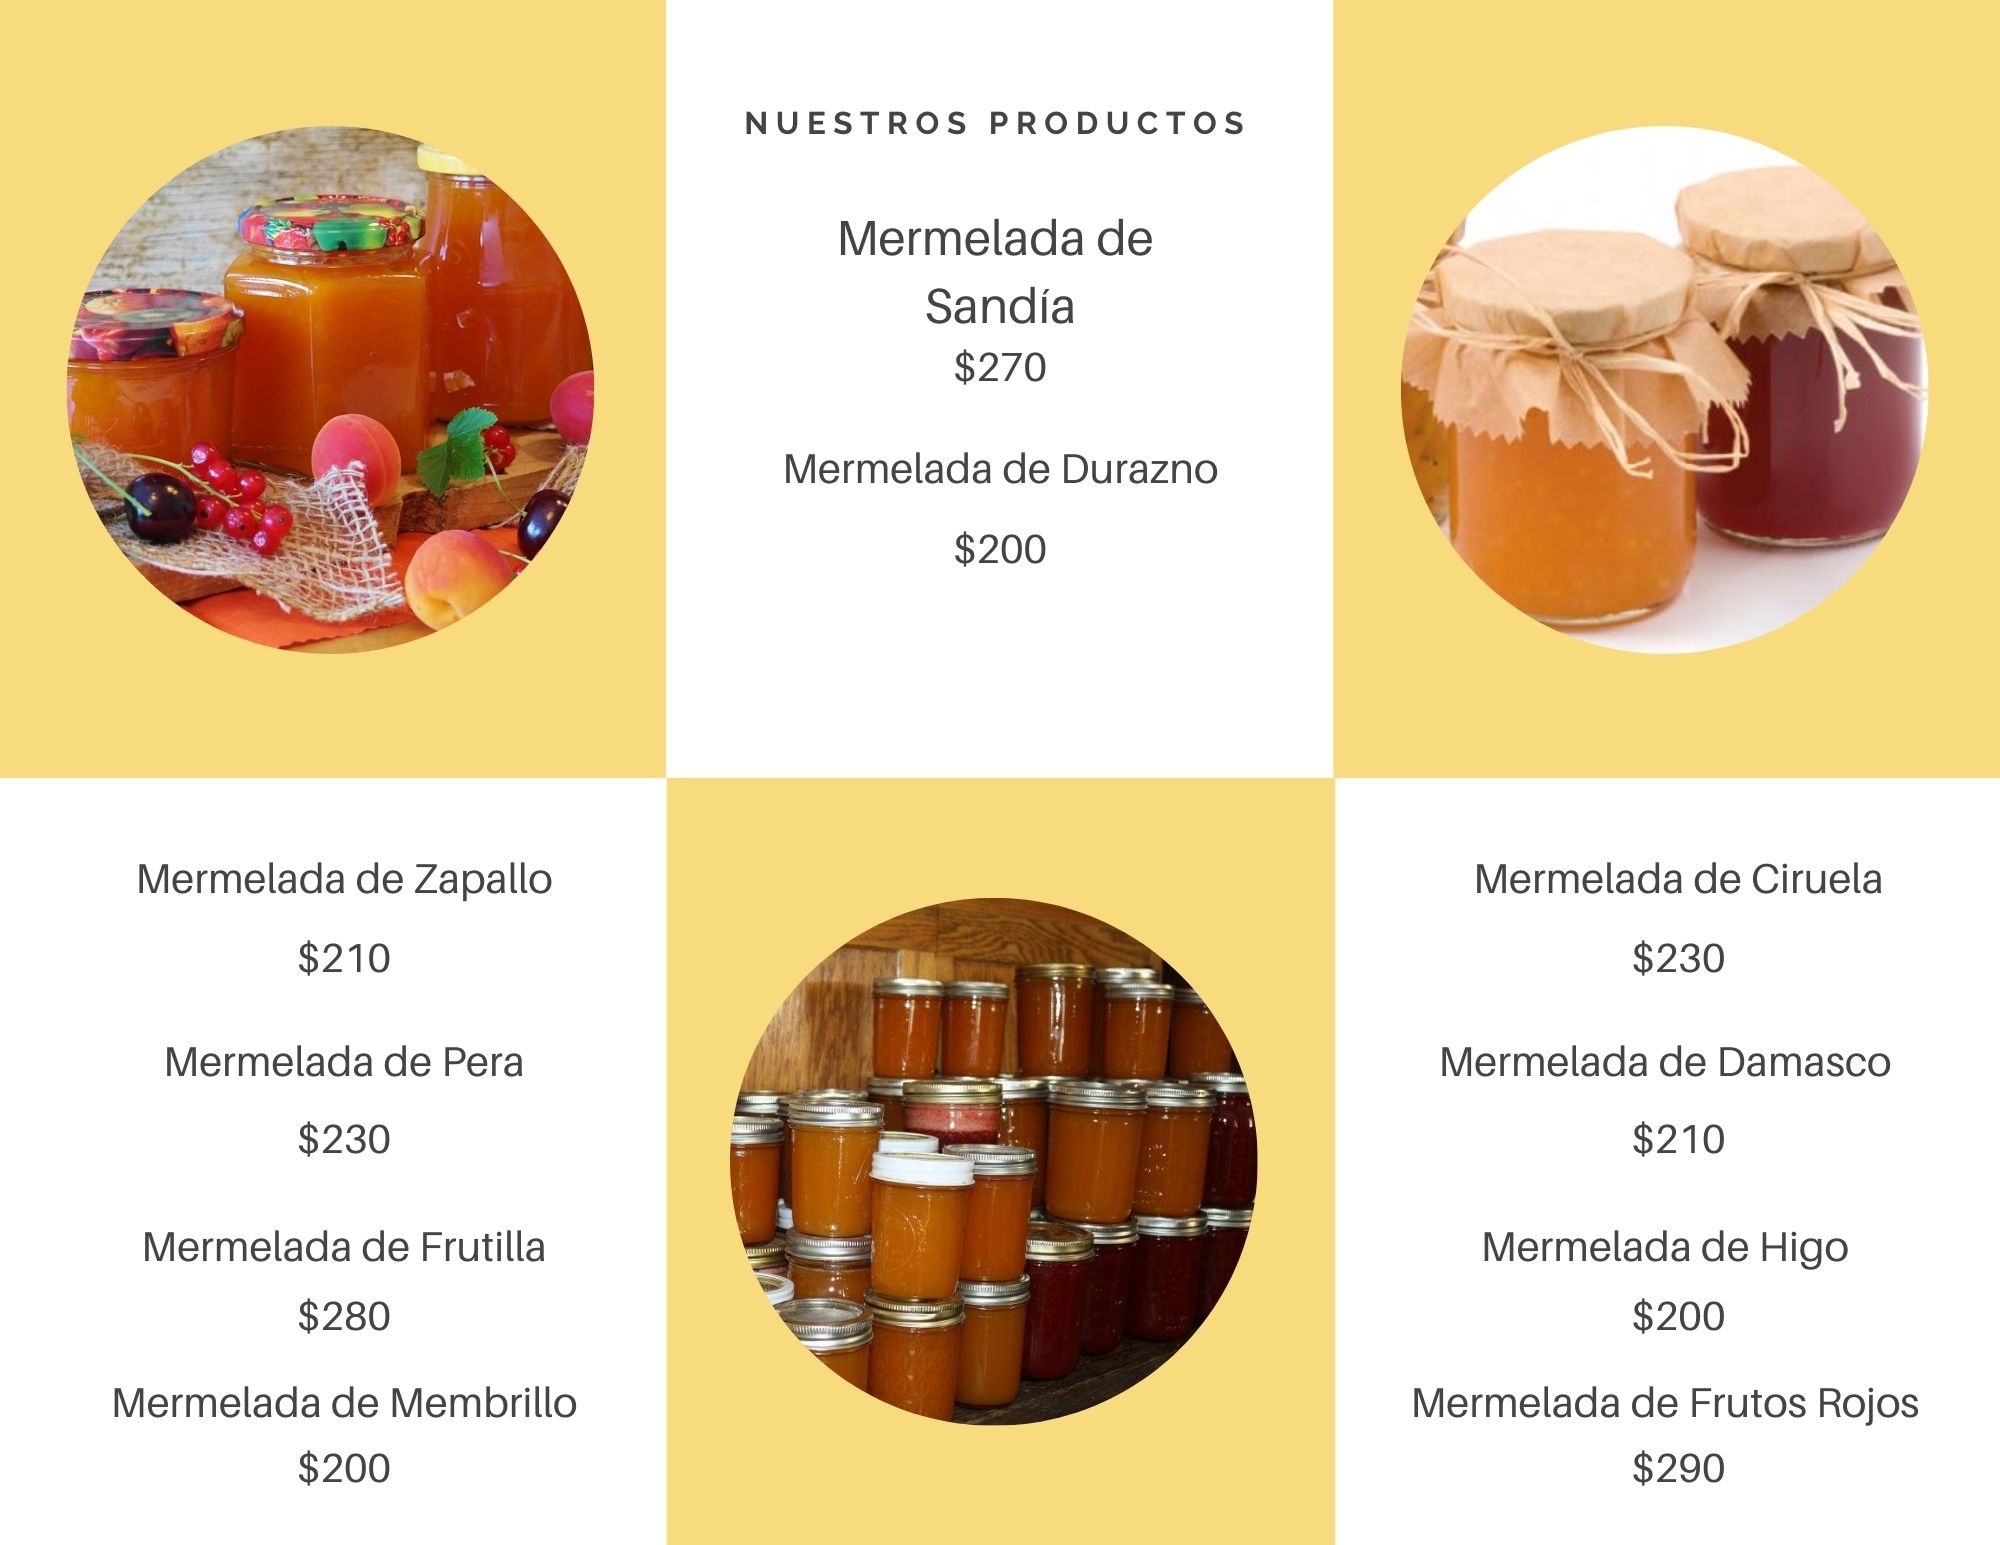 NUESTROS PRODUCTOS
Mermelada de
Sandía
$270
Mermelada de Durazno
$200
Mermelada de Zapallo
$210
Mermelada de Pera
$230
Mermelada de Frutilla
$280
Mermelada de Membrillo
$200
Mermelada de Ciruela
$230
Mermelada de Damasco
$210
Mermelada de Higo
$200
Mermelada de Frutos Rojos
$290